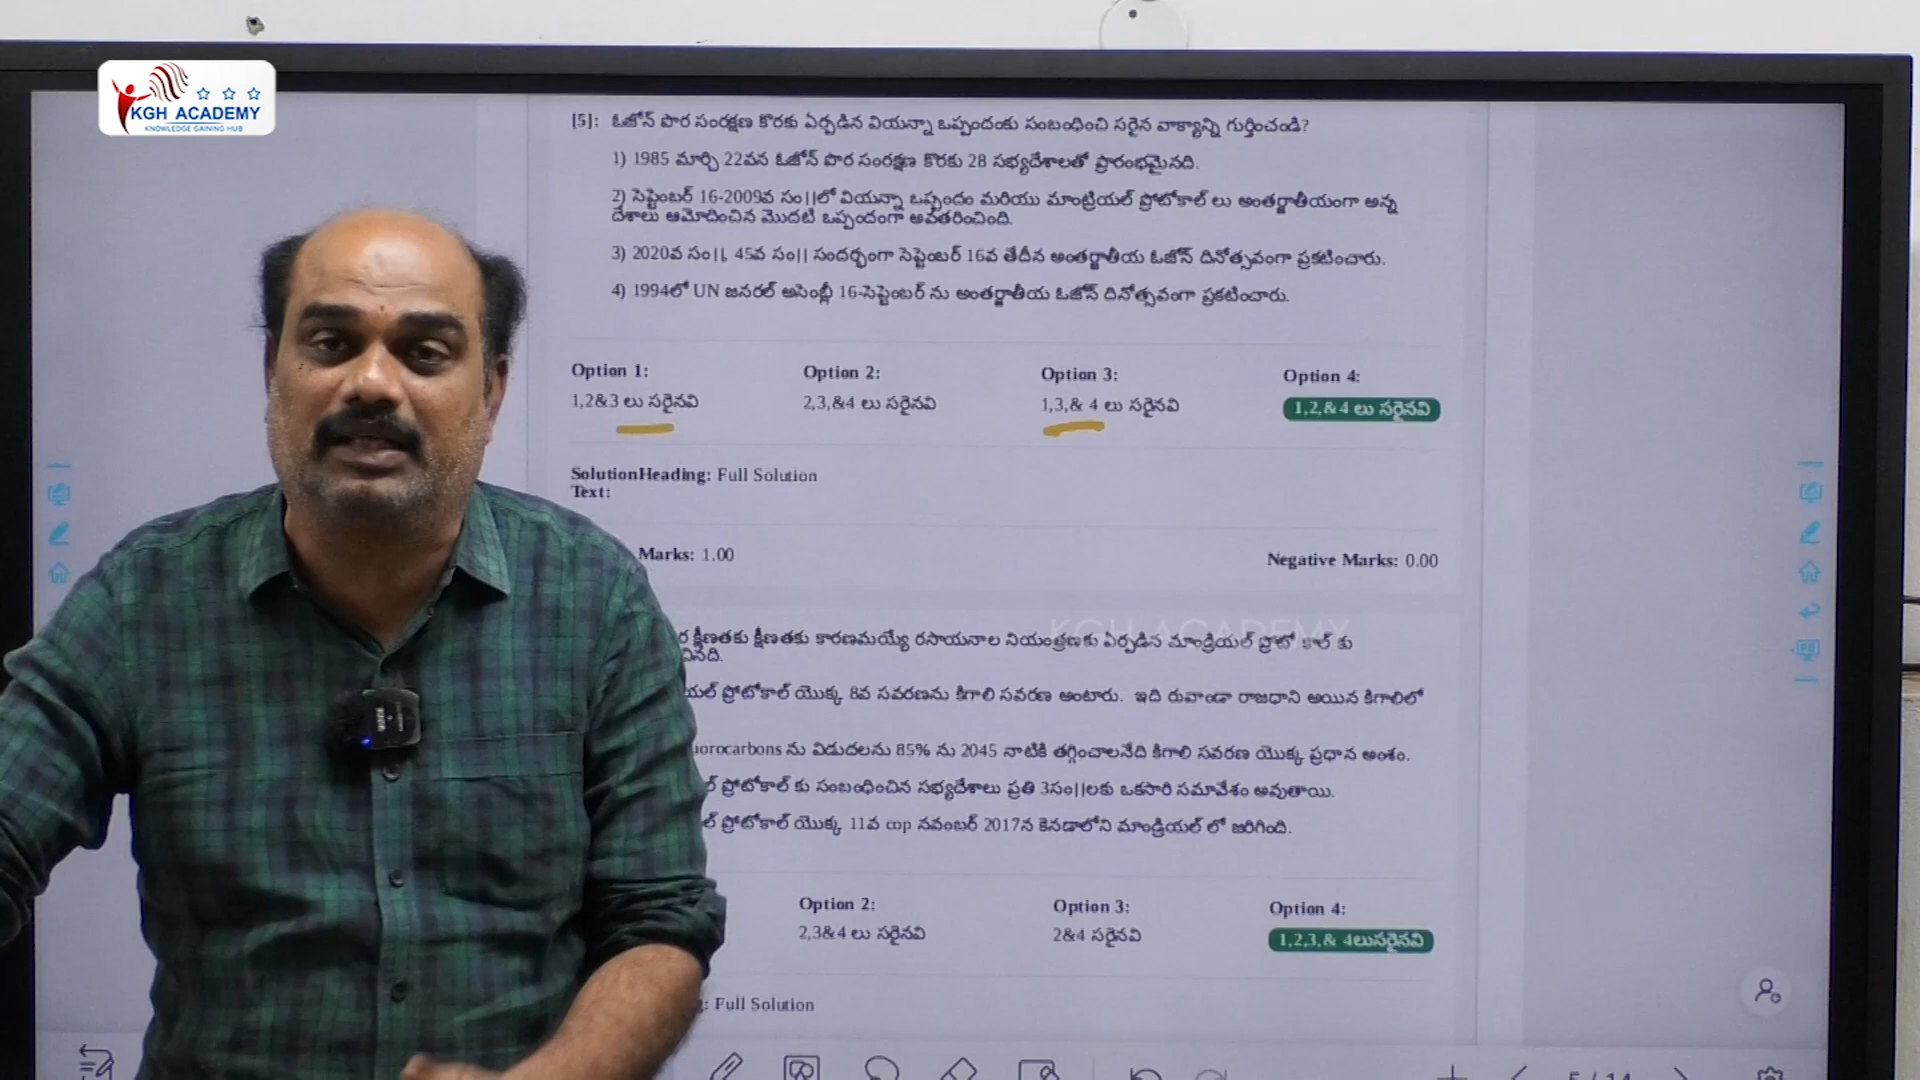 KGH ACADEMY
KNOWLEDGE GAINING HUB
[5]: ఓజోన్ పొర సంరక్షణ కొరకు ఏర్పడిన వియన్నా ఒప్పందంకు సంబంధించి సరైన వాక్యాన్ని గుర్తించండి?
1) 1985 మార్చి 22వన ఓజోన్ పొర సంరక్షణ కొరకు 28 సభ్యదేశాలతో ప్రారంభమైనది.
2) సెప్టెంబర్ 16-2009వ సం||లో వియన్నా ఒప్పందం మరియు మాంట్రియల్ ప్రోటోకాల్ లు అంతర్జాతీయంగా అన్న
దేశాలు ఆమోదించిన మొదటి ఒప్పందంగా అవతరించింది.
3) 2020వ సం||, 45వ సం|| సందర్భంగా సెప్టెంబర్ 16వ తేదీన అంతర్జాతీయ ఓజోన్ దినోత్సవంగా ప్రకటించారు.
4) 1994లో UN జనరల్ అసెంబ్లీ 16-సెప్టెంబర్ ను అంతర్జాతీయ ఓజోన్ దినోత్సవంగా ప్రకటించారు.
Option 1: Option 2: Option 3: Option 4:
1,2&3 లు సరైనవి 2,3,&4 లు సరైనవి 1,3,& 4 లు సరైనవి 1,2,&4 లు సరైనవి
SolutionHeading: Full Solution
Text:
Marks: 1.00 Negative Marks: 0.00
KGH ACADEMY
ర క్షీణతకు క్షీణతకు కారణమయ్యే రసాయనాల నియంత్రణకు ఏర్పడిన మాండ్రియల్ ప్రోటో కాల్ కు
చినది.
యల్ ప్రోటోకాల్ యొక్క 8వ సవరణను కిగాలి సవరణ అంటారు. ఇది రువాండా రాజధాని అయిన కిగాలిలో
uorocarbons ను విడుదలను 85% ను 2045 నాటికి తగ్గించాలనేది కిగాలి సవరణ యొక్క ప్రధాన అంశం.
ల్ ప్రోటోకాల్ కు సంబంధించిన సభ్యదేశాలు ప్రతి 3సం||లకు ఒకసారి సమావేశం అవుతాయి.
ల్ ప్రోటోకాల్ యొక్క 11వ cop నవంబర్ 2017న కెనడాలోని మాండ్రియల్ లో జరిగింది.
Option 2: Option 3: Option 4:
2,3&4 లు సరైనవి 2&4 సరైనవి 1,2,3,& 4లుసరైనవి
: Full Solution
5 / 14